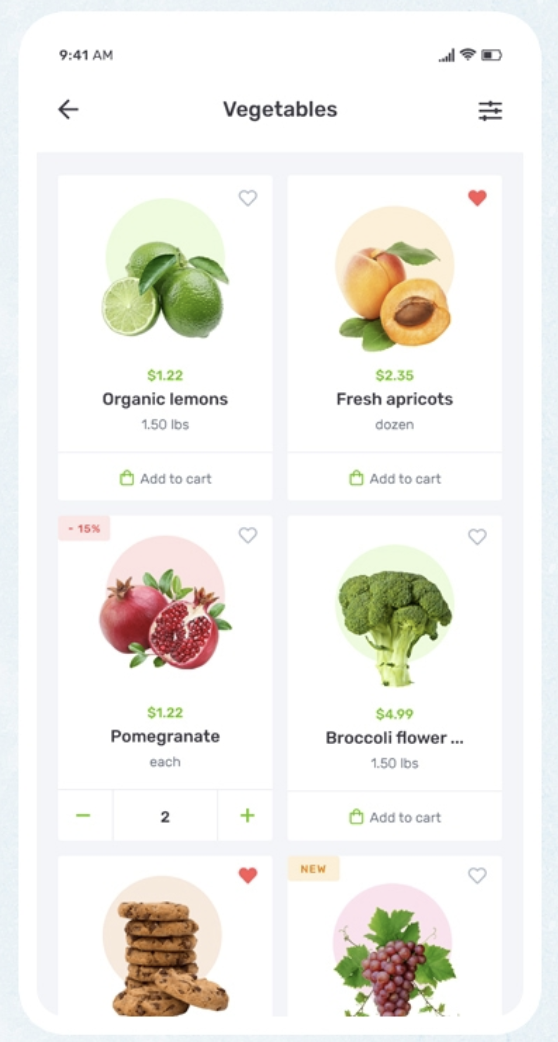 9:41 AM
Vegetables
$1.22
Organic lemons
1.50 lbs
Add to cart
$2.35
Fresh apricots
dozen
Add to cart
- 15%
$1.22
Pomegranate
each
− 2 +
$4.99
Broccoli flower ...
1.50 lbs
Add to cart
NEW